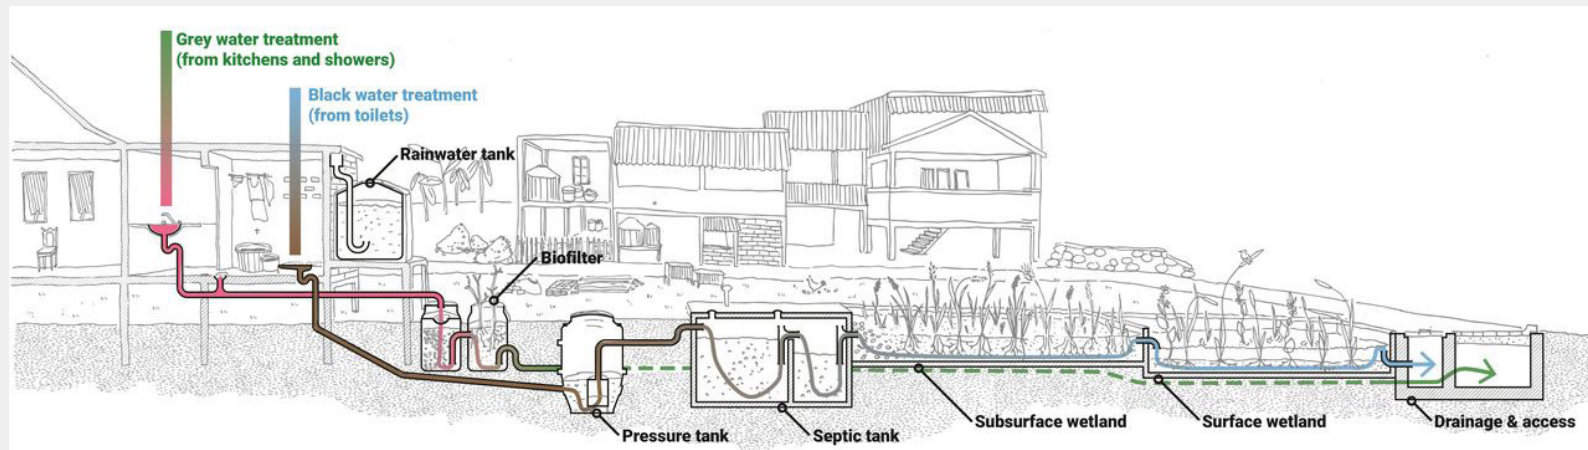 Grey water treatment
(from kitchens and showers)
Black water treatment
(from toilets)
Rainwater tank
Biofilter
Pressure tank
Septic tank
Subsurface wetland
Surface wetland
Drainage & access